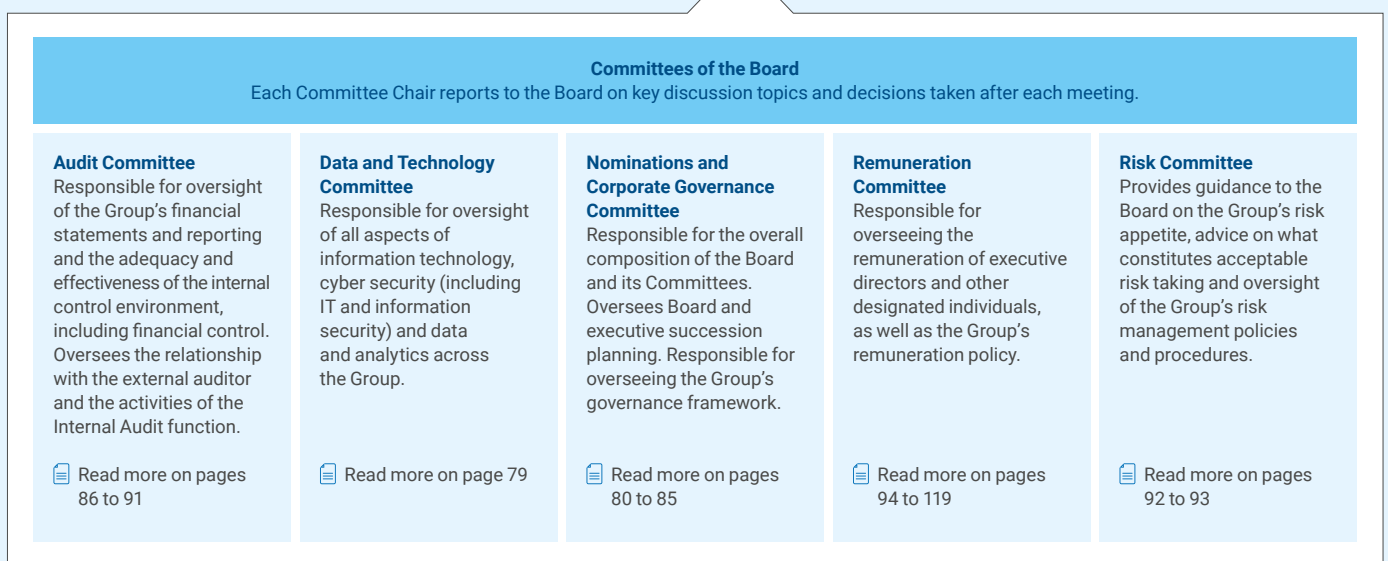 Committees of the Board
Each Committee Chair reports to the Board on key discussion topics and decisions taken after each meeting.
Audit Committee
Responsible for oversight
of the Group's financial
statements and reporting
and the adequacy and
effectiveness of the internal
control environment,
including financial control.
Oversees the relationship
with the external auditor
and the activities of the
Internal Audit function.
Read more on pages
86 to 91
Data and Technology
Committee
Responsible for oversight
of all aspects of
information technology,
cyber security (including
IT and information
security) and data
and analytics across
the Group.
Read more on page 79
Nominations and
Corporate Governance
Committee
Responsible for the overall
composition of the Board
and its Committees.
Oversees Board and
executive succession
planning. Responsible for
overseeing the Group's
governance framework.
Read more on pages
80 to 85
Remuneration
Committee
Responsible for
overseeing the
remuneration of executive
directors and other
designated individuals,
as well as the Group's
remuneration policy.
Read more on pages
94 to 119
Risk Committee
Provides guidance to the
Board on the Group's risk
appetite, advice on what
constitutes acceptable
risk taking and oversight
of the Group's risk
management policies
and procedures.
Read more on pages
92 to 93